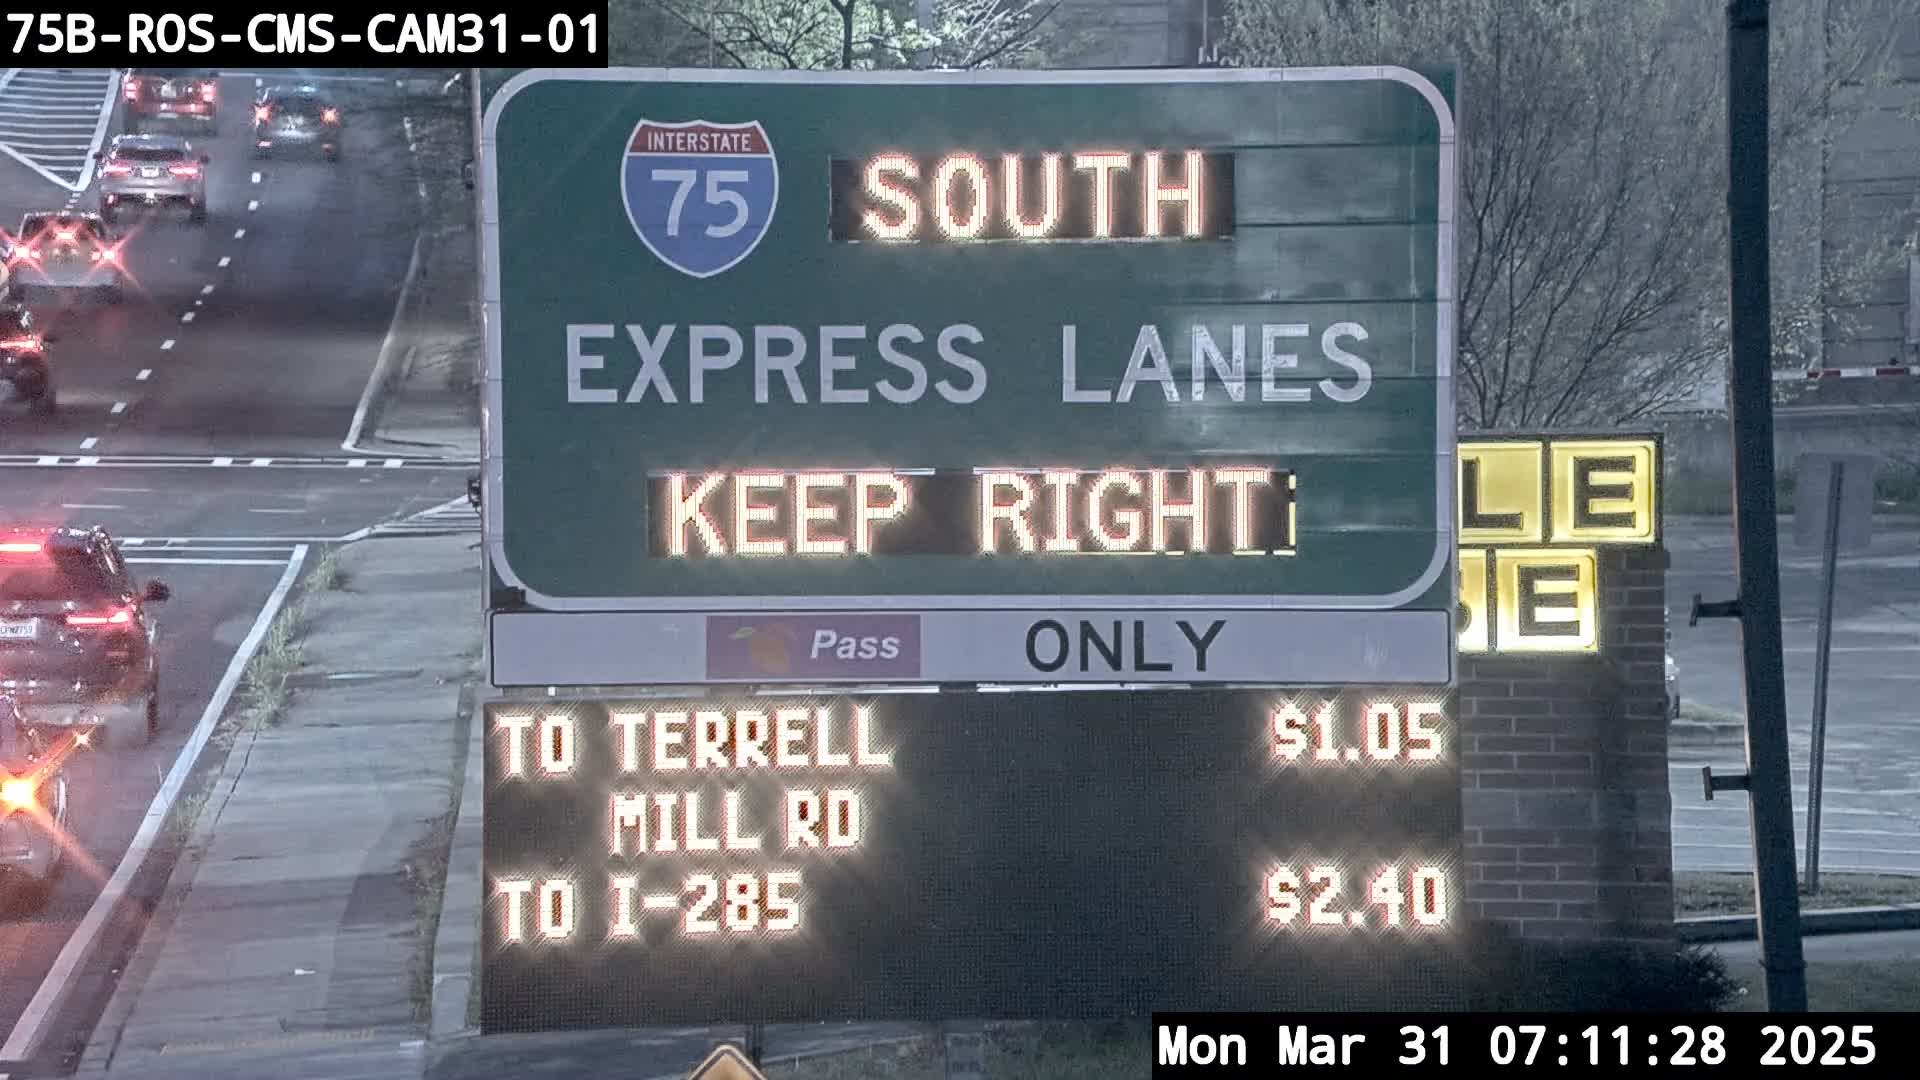 75B-ROS-CMS-CAM31-01
INTERSTATE
75
SOUTH
EXPRESS LANES
KEEP RIGHT
LE
E
Pass ONLY
TO TERRELL $1.05
MILL RD
TO I-285 $2.40
Mon Mar 31 07:11:28 2025